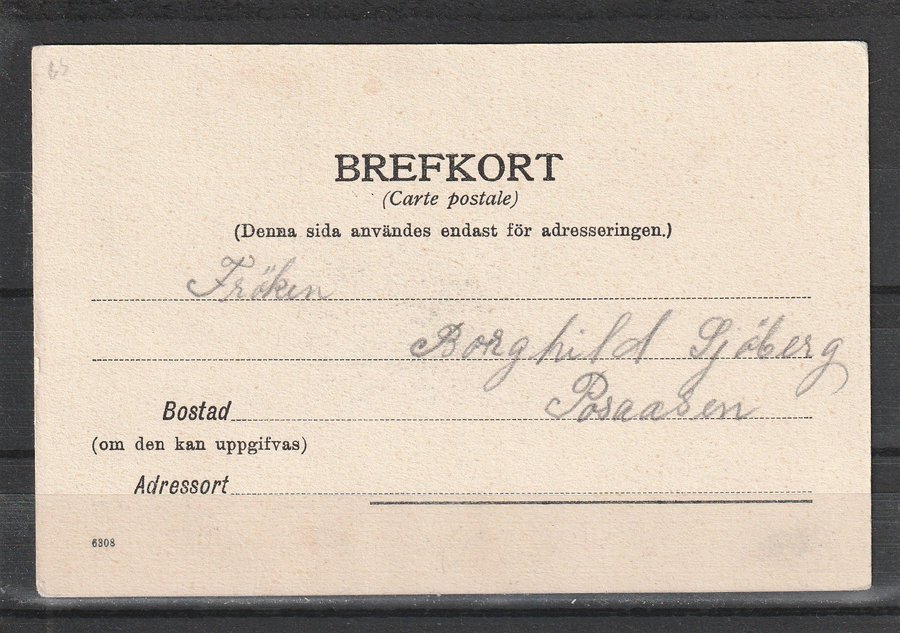 BREFKORT
(Carte postale)
(Denna sida användes endast för adresseringen.)
Fröken
Borghild Sjöberg
Bostad Posaasen
(om den kan uppgifvas)
Adressort
6308